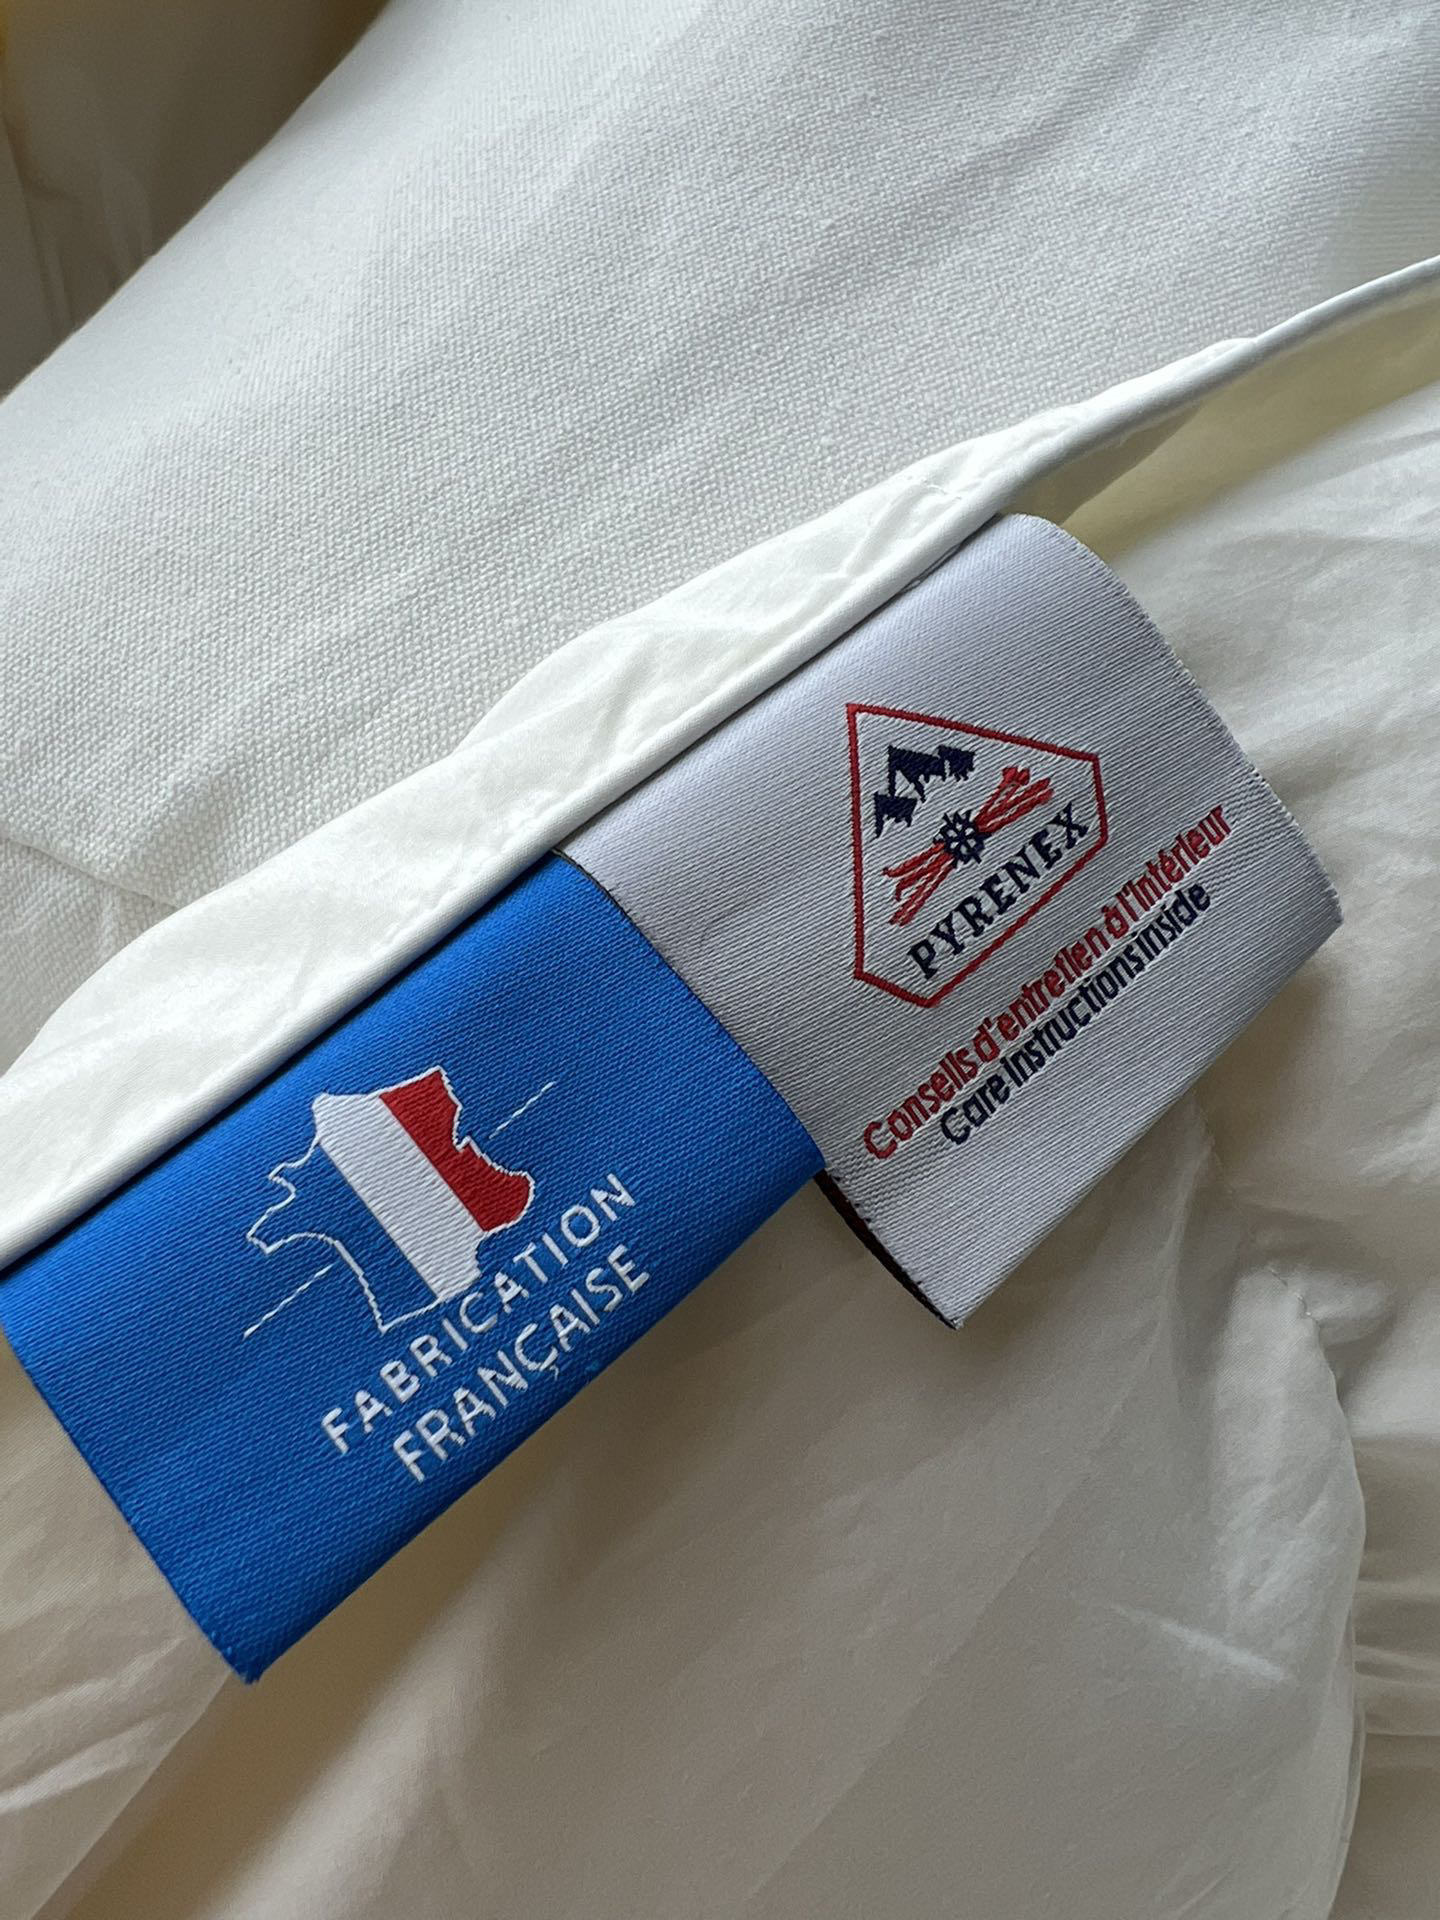 PYRENEX
Conseils d'entretien à l'intérieur
Care instructions inside
FABRICATION
FRANÇAISE